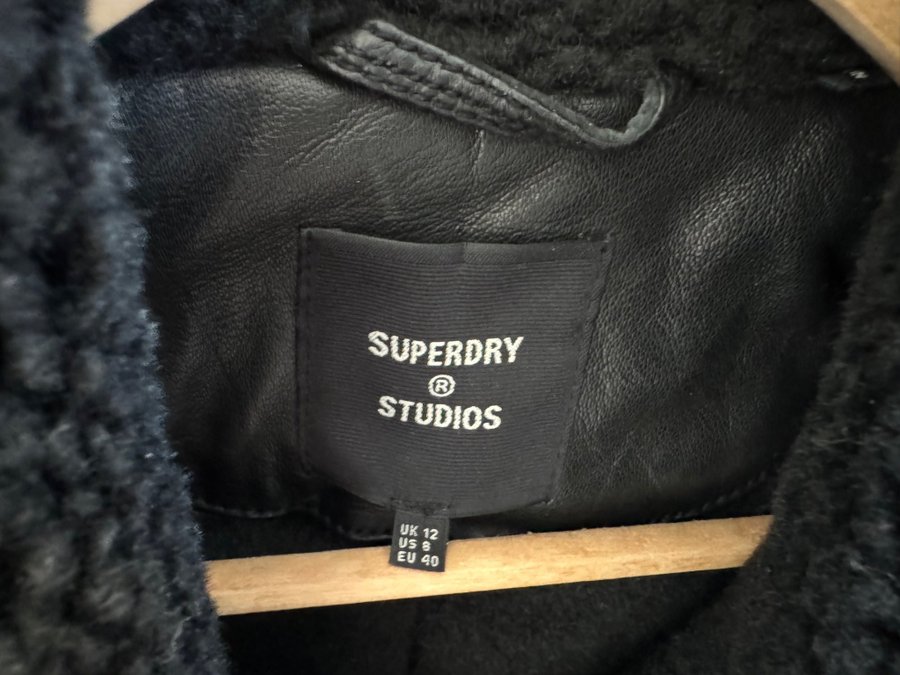 SUPERDRY
®
STUDIOS
UK 12
US 8
EU 40